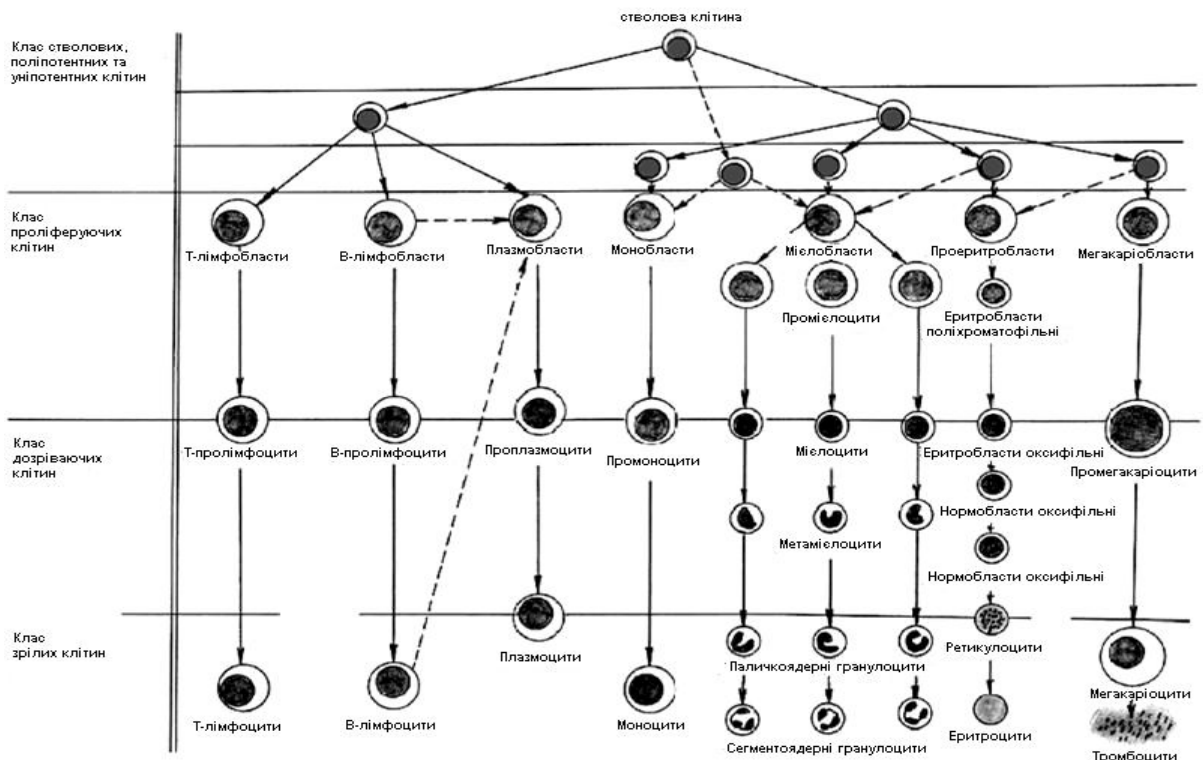 стволова клітина
Клас стволових,
поліпотентних та
уніпотентних клітин
Клас
проліферуючих
клітин
Т-лімфобласти
В-лімфобласти
Плазмобласти
Монобласти
Мієлобласти
Проеритробласти
Мегакаріобласти
Промієлоцити
Еритробласти
поліхроматофільні
Клас
дозріваючих
клітин
Т-пролімфоцити
В-пролімфоцити
Проплазмоцити
Промоноцити
Мієлоцити
Еритробласти оксифільні
Промегакаріоцити
Нормобласти оксифільні
Метамієлоцити
Нормобласти оксифільні
Клас
зрілих клітин
Плазмоцити
Паличкоядерні гранулоцити
Ретикулоцити
Мегакаріоцити
Т-лімфоцити
В-лімфоцити
Моноцити
Сегментоядерні гранулоцити
Еритроцити
Тромбоцити